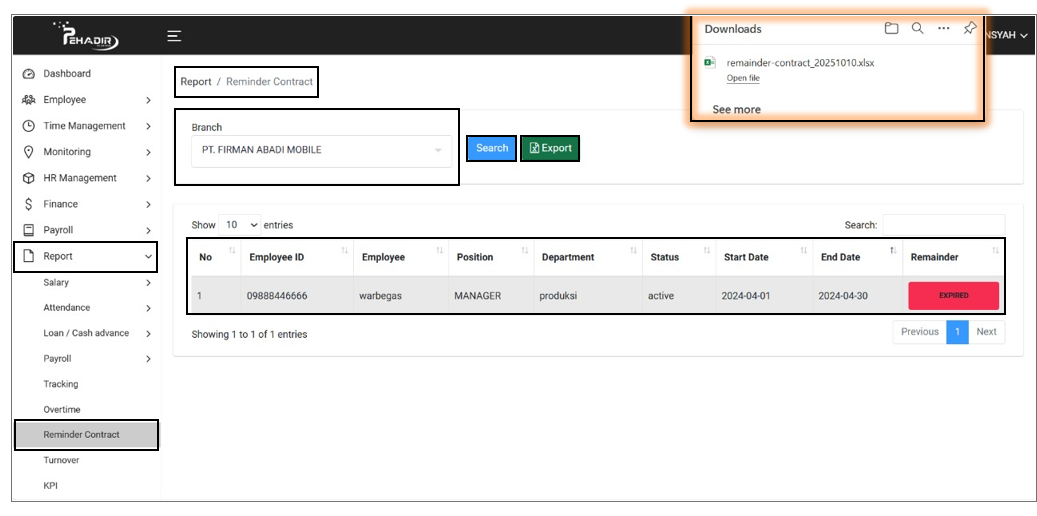 PEHADIR
NSYAH
Downloads
remainder-contract_20251010.xlsx
Open file
See more
Dashboard
Employee
Time Management
Monitoring
HR Management
Finance
Payroll
Report
Salary
Attendance
Loan / Cash advance
Payroll
Tracking
Overtime
Reminder Contract
Turnover
KPI
Report / Reminder Contract
Branch
PT. FIRMAN ABADI MOBILE
Search
Export
Show 10 entries
Search:
No Employee ID Employee Position Department Status Start Date End Date Remainder
1 09888446666 warbegas MANAGER produksi active 2024-04-01 2024-04-30 EXPIRED
Showing 1 to 1 of 1 entries
Previous 1 Next